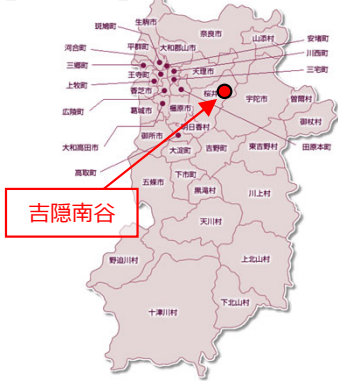 生駒市
斑鳩町
奈良市
山添村
平群町
大和郡山市
安堵町
河合町
川西町
三郷町
天理市
三宅町
王寺町
上牧町
桜井
香芝市
宇陀市
曽爾村
広陵町
葛城市
橿原市
御杖村
明日香村
大和高田市
御所市
田原本町
大淀町
吉野町
東吉野村
高取町
下市町
五條市
黒滝村
川上村
吉隠南谷
天川村
野迫川村
上北山村
十津川村
下北山村